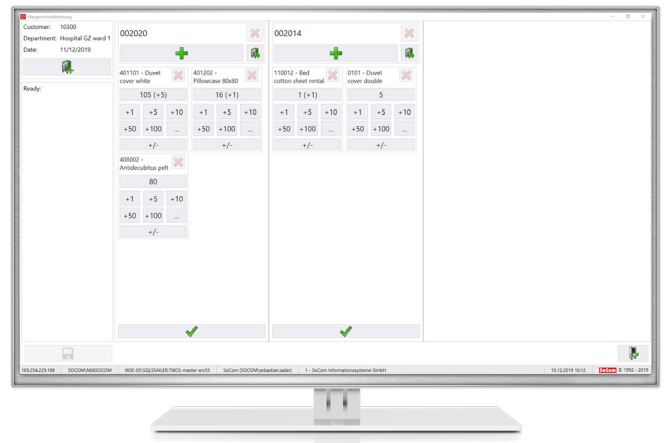 Customer: 10300
Department: Hospital GZ ward 1
Date: 11/12/2019
Ready:
002020
401101 - Duvet
cover white
105 (+5)
+1 +5 +10
+50 +100 ...
+/-
401202 -
Pillowcase 80x80
16 (+1)
+1 +5 +10
+50 +100 ...
+/-
408002 -
Antidecubitus pelt
80
+1 +5 +10
+50 +100 ...
+/-
002014
110012 - Bed
cotton sheet rental
1 (+1)
+1 +5 +10
+50 +100 ...
+/-
0101 - Duvet
cover double
5
+1 +5 +10
+50 +100 ...
+/-
169.254.229.188 SoCom (SOCOM\sebastian.sailer) 1 - SoCom Informationssysteme GmbH 10.12.2019 10:12 SoCom © 1992 - 2019